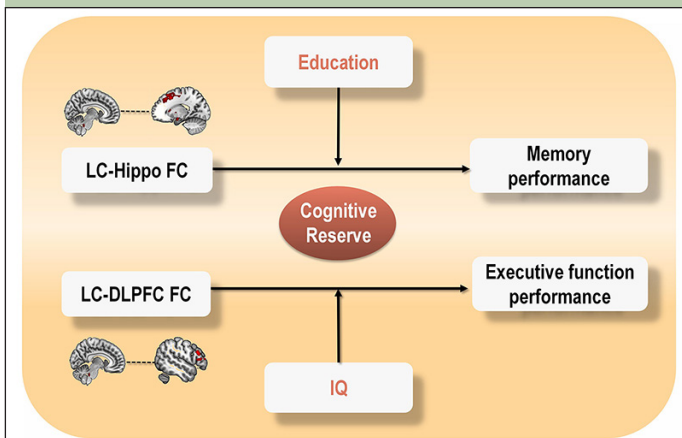 Education
LC-Hippo FC
Memory
performance
Cognitive
Reserve
LC-DLPFC FC
Executive function
performance
IQ